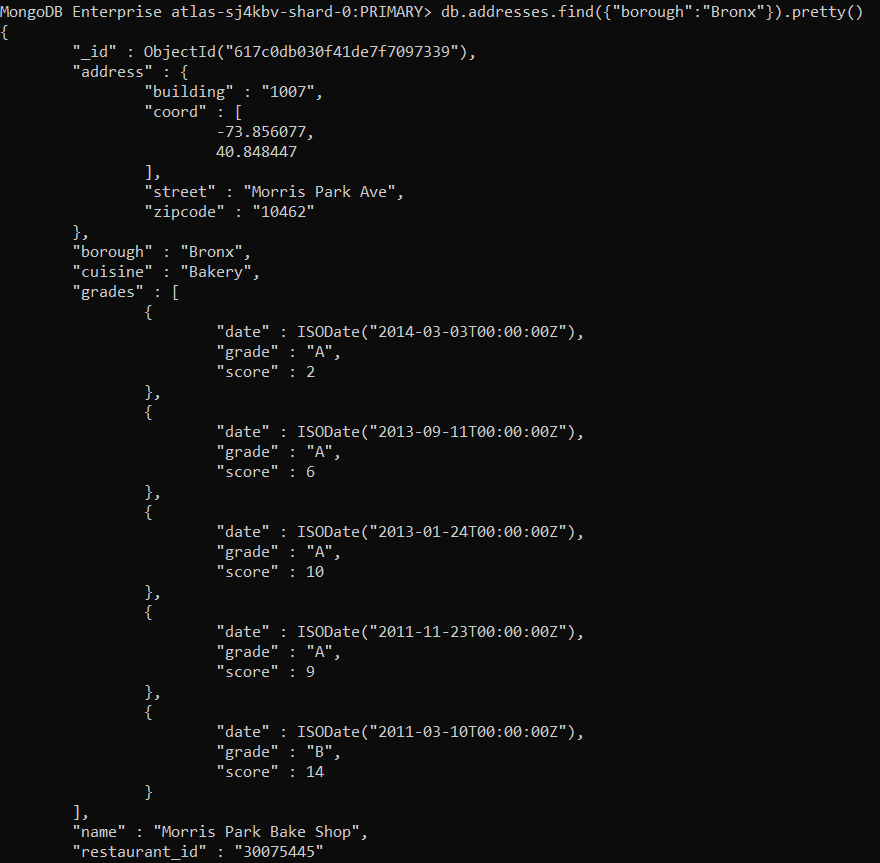 MongoDB Enterprise atlas-sj4kbv-shard-0:PRIMARY> db.addresses.find({"borough":"Bronx"}).pretty()
{
        "_id" : ObjectId("617c0db030f41de7f7097339"),
        "address" : {
                "building" : "1007",
                "coord" : [
                        -73.856077,
                        40.848447
                ],
                "street" : "Morris Park Ave",
                "zipcode" : "10462"
        },
        "borough" : "Bronx",
        "cuisine" : "Bakery",
        "grades" : [
                {
                        "date" : ISODate("2014-03-03T00:00:00Z"),
                        "grade" : "A",
                        "score" : 2
                },
                {
                        "date" : ISODate("2013-09-11T00:00:00Z"),
                        "grade" : "A",
                        "score" : 6
                },
                {
                        "date" : ISODate("2013-01-24T00:00:00Z"),
                        "grade" : "A",
                        "score" : 10
                },
                {
                        "date" : ISODate("2011-11-23T00:00:00Z"),
                        "grade" : "A",
                        "score" : 9
                },
                {
                        "date" : ISODate("2011-03-10T00:00:00Z"),
                        "grade" : "B",
                        "score" : 14
                }
        ],
        "name" : "Morris Park Bake Shop",
        "restaurant_id" : "30075445"